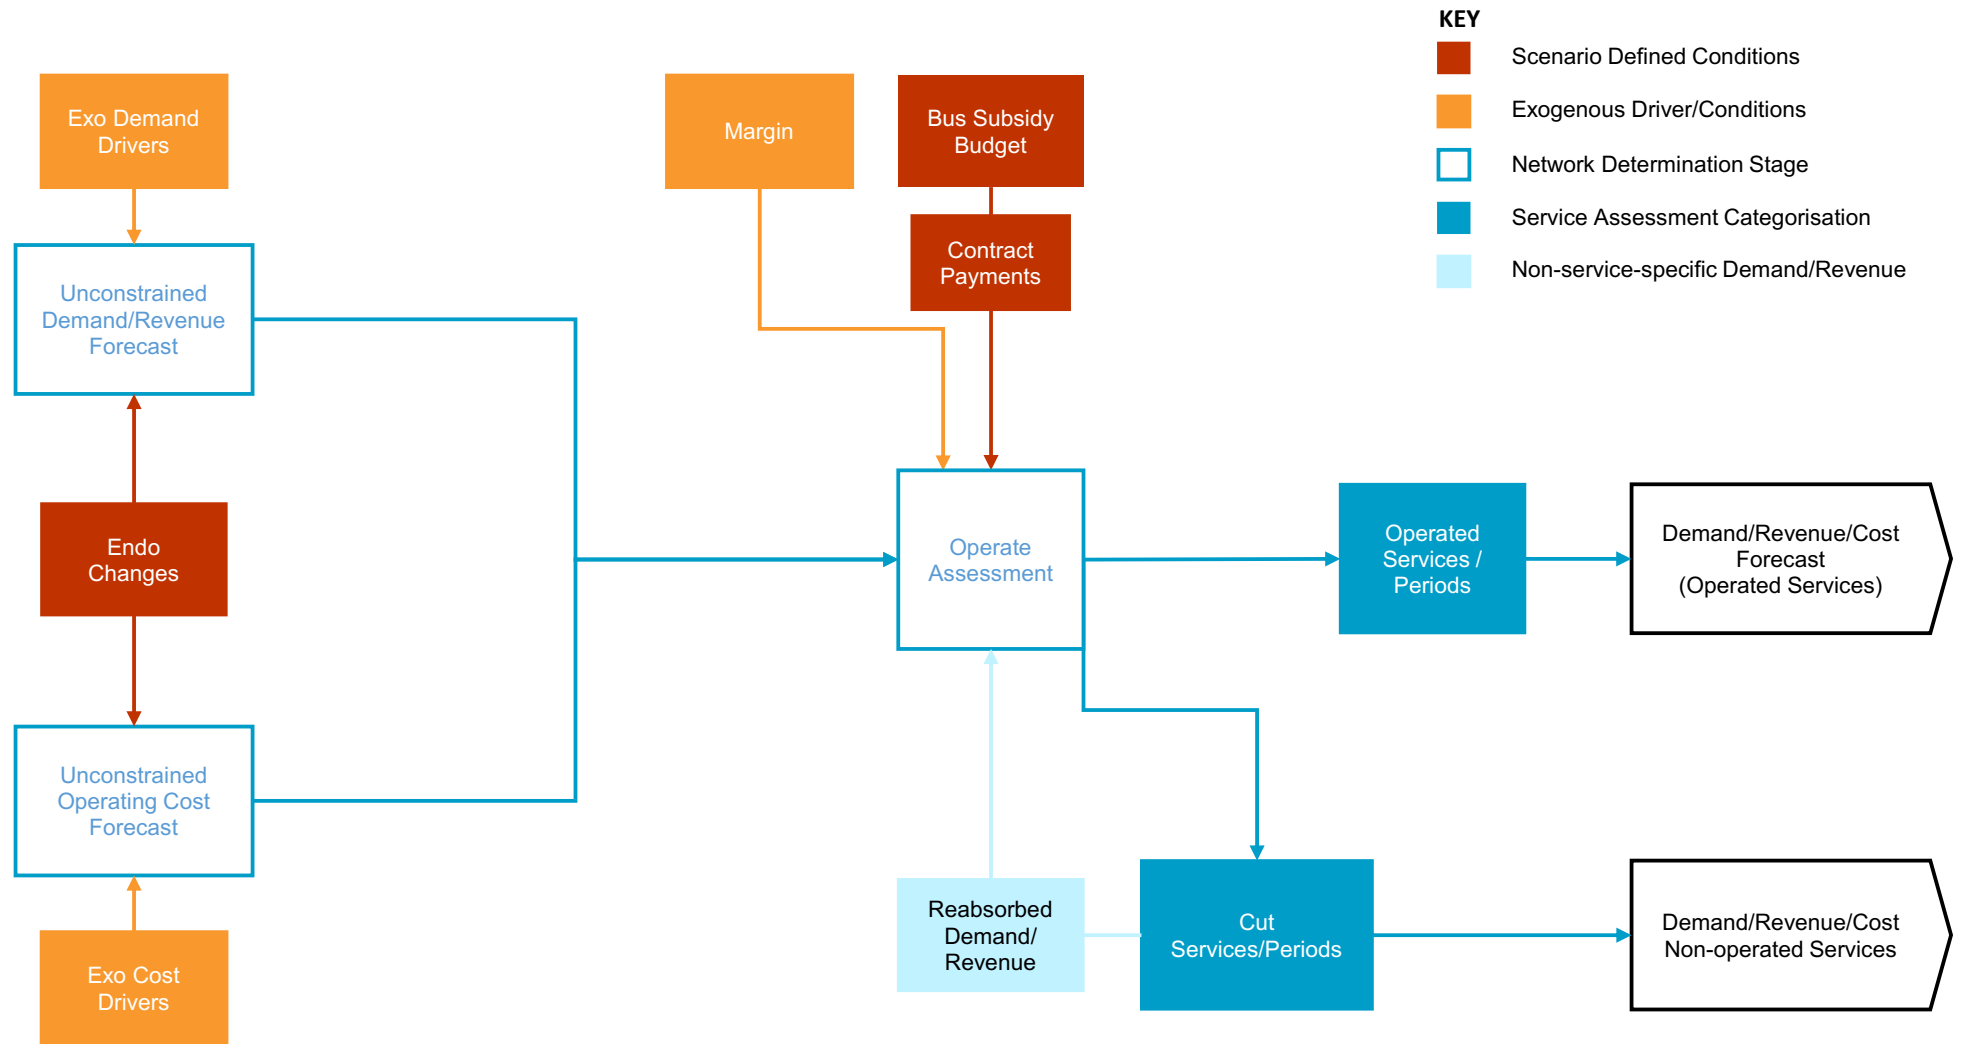 KEY
Scenario Defined Conditions
Exogenous Driver/Conditions
Network Determination Stage
Service Assessment Categorisation
Non-service-specific Demand/Revenue
Exo Demand
Drivers
Margin
Bus Subsidy
Budget
Contract
Payments
Unconstrained
Demand/Revenue
Forecast
Endo
Changes
Operate
Assessment
Operated
Services /
Periods
Demand/Revenue/Cost
Forecast
(Operated Services)
Unconstrained
Operating Cost
Forecast
Exo Cost
Drivers
Reabsorbed
Demand/
Revenue
Cut
Services/Periods
Demand/Revenue/Cost
Non-operated Services